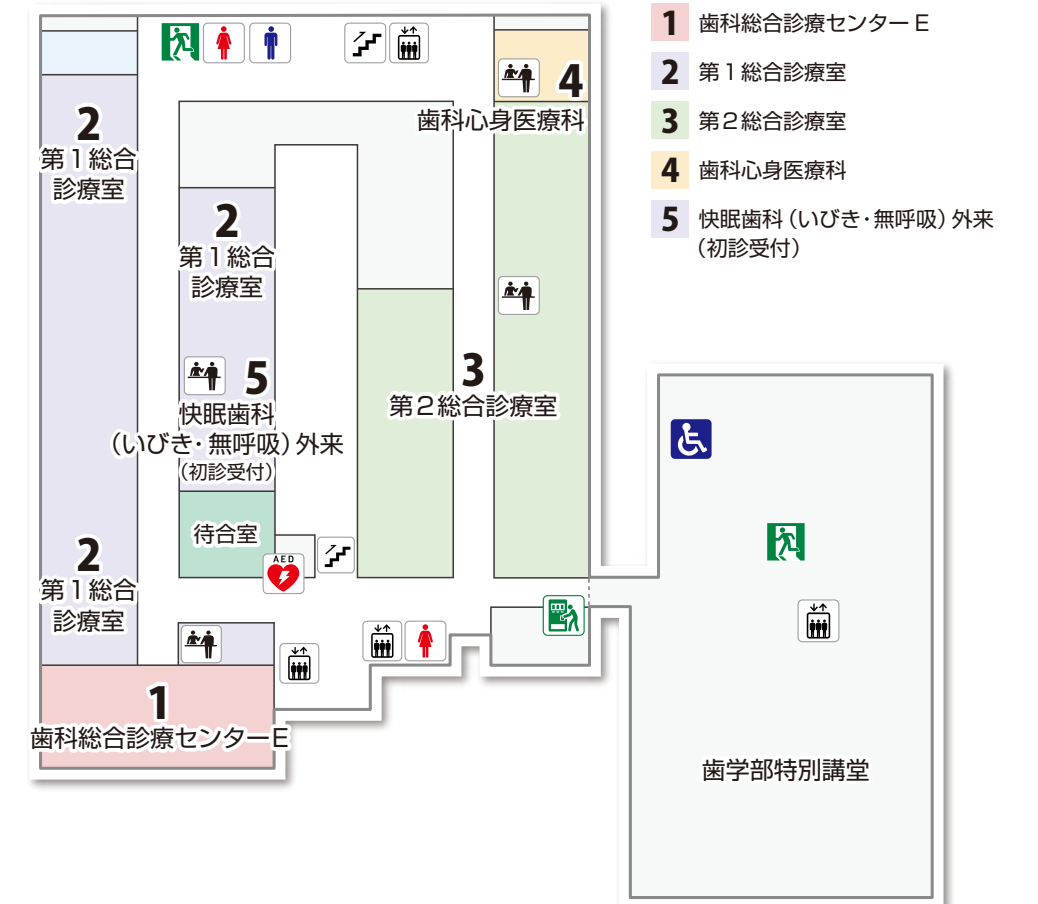 1 歯科総合診療センターE
2 第1総合診療室
3 第2総合診療室
4 歯科心身医療科
5 快眠歯科(いびき・無呼吸)外来
(初診受付)
4
歯科心身医療科
2
第1総合
診療室
2
第1総合
診療室
5
快眠歯科
(いびき・無呼吸)外来
(初診受付)
3
第2総合診療室
待合室
AED
2
第1総合
診療室
1
歯科総合診療センターE
歯学部特別講堂